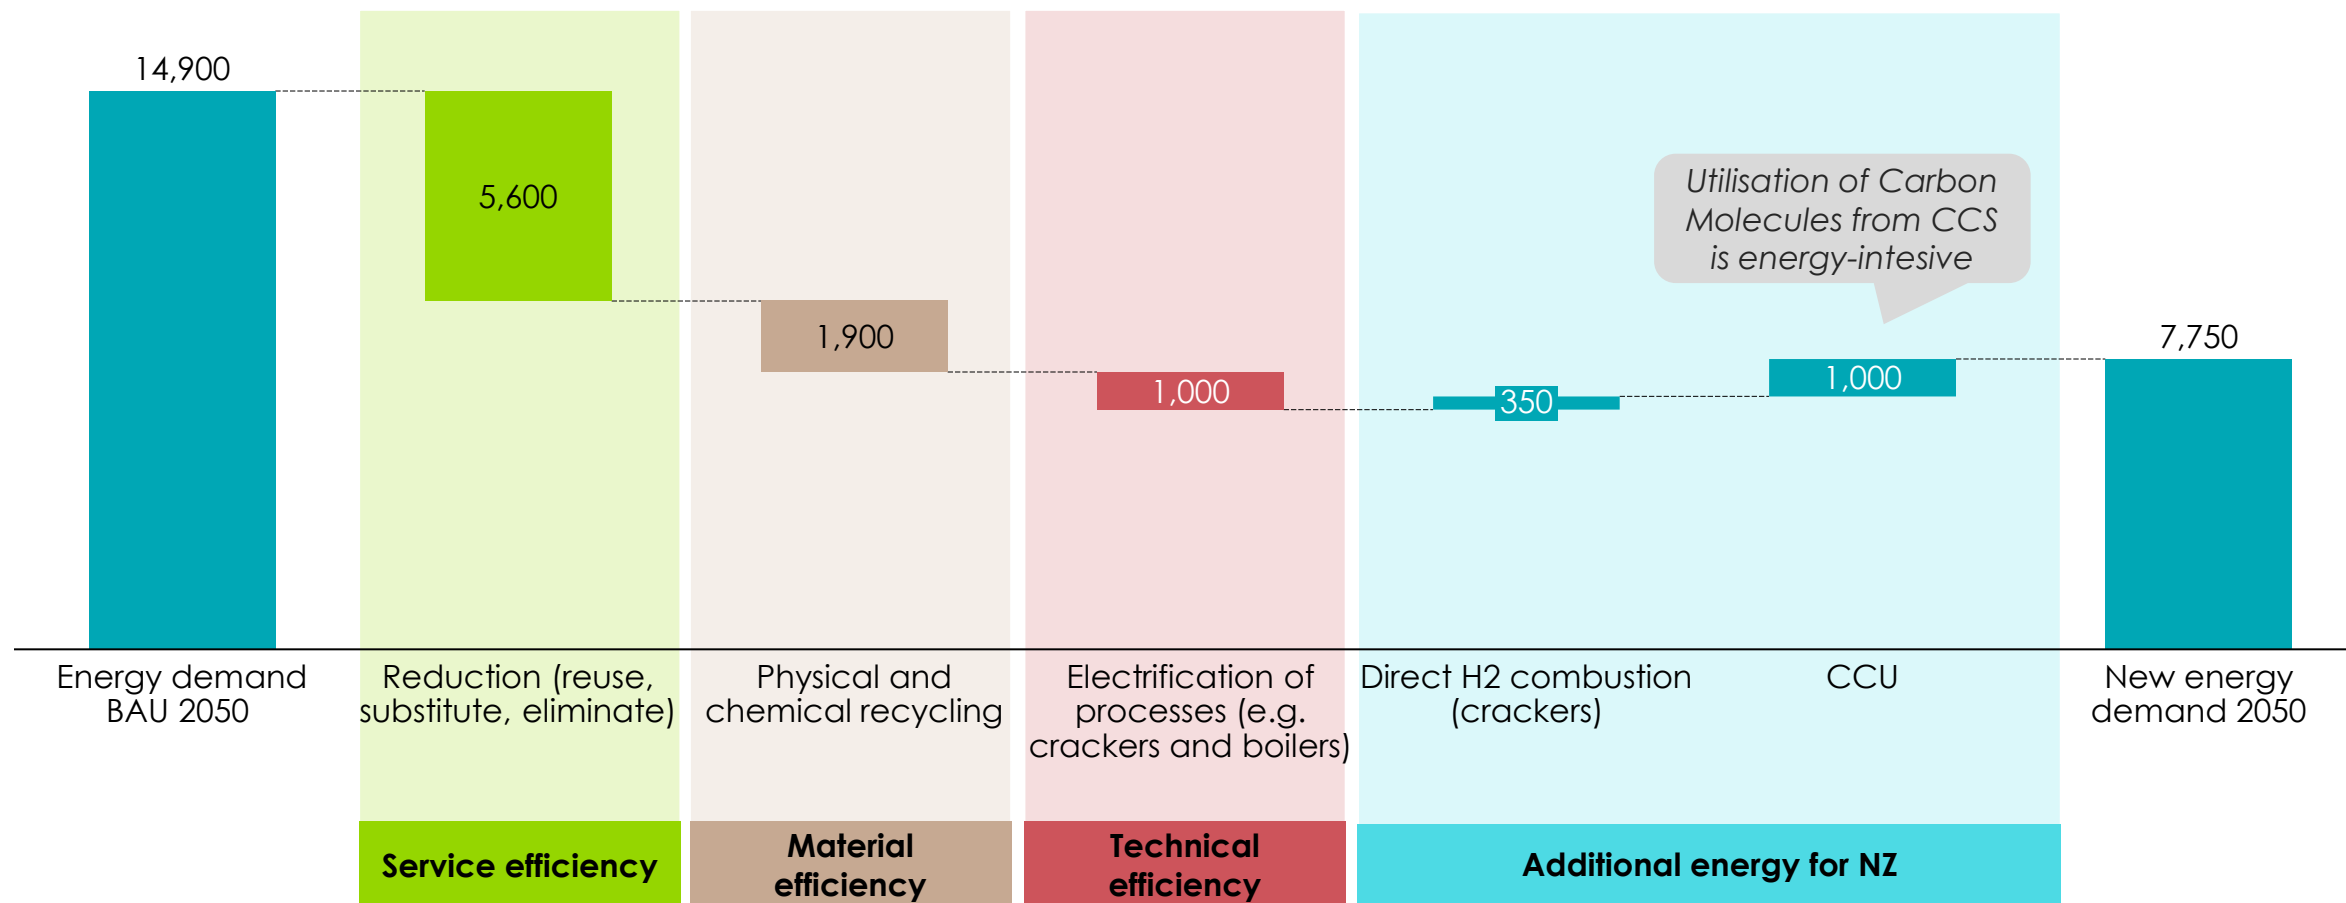 14,900
5,600
1,900
1,000
350
1,000
Utilisation of Carbon
Molecules from CCS
is energy-intesive
7,750
Energy demand
BAU 2050
Reduction (reuse,
substitute, eliminate)
Physical and
chemical recycling
Electrification of
processes (e.g.
crackers and boilers)
Direct H2 combustion
(crackers)
CCU
New energy
demand 2050
Service efficiency
Material
efficiency
Technical
efficiency
Additional energy for NZ